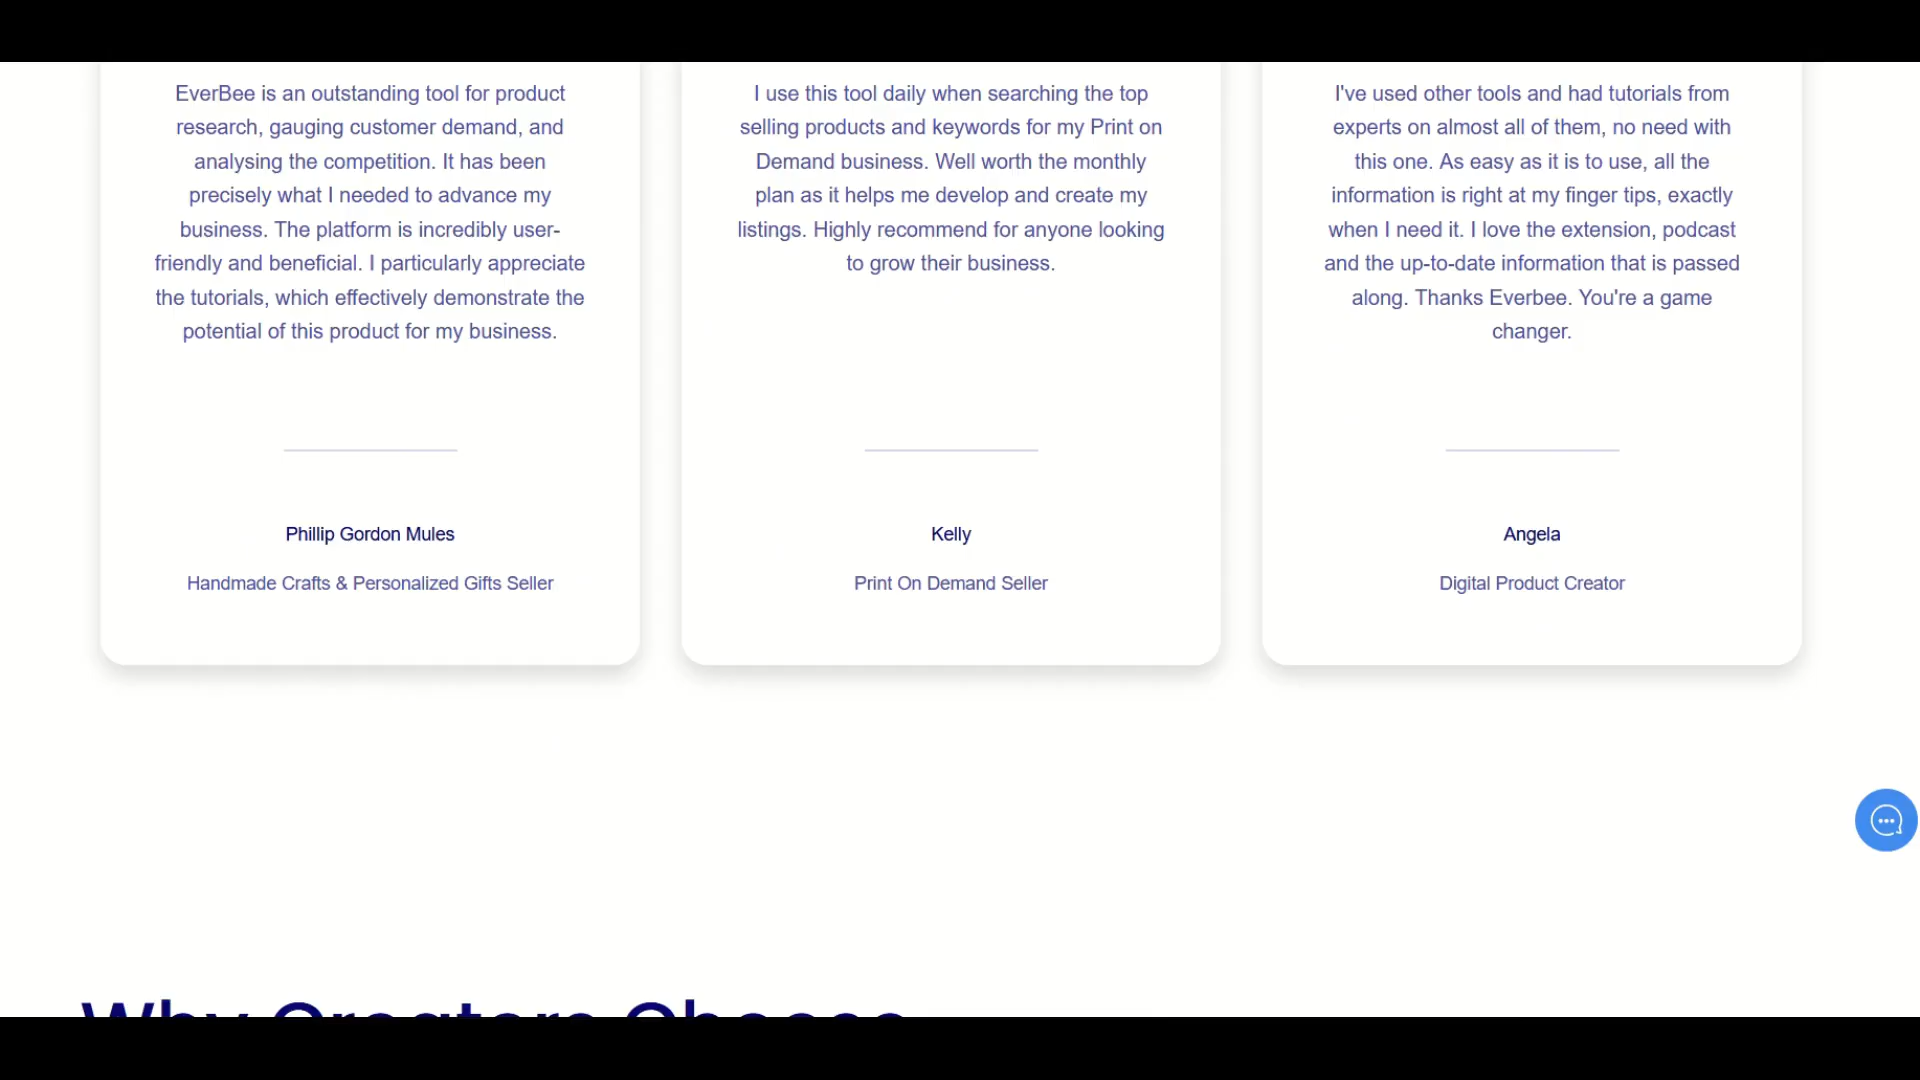 EverBee is an outstanding tool for product
research, gauging customer demand, and
analysing the competition. It has been
precisely what I needed to advance my
business. The platform is incredibly user-
friendly and beneficial. I particularly appreciate
the tutorials, which effectively demonstrate the
potential of this product for my business.
Phillip Gordon Mules
Handmade Crafts & Personalized Gifts Seller
I use this tool daily when searching the top
selling products and keywords for my Print on
Demand business. Well worth the monthly
plan as it helps me develop and create my
listings. Highly recommend for anyone looking
to grow their business.
Kelly
Print On Demand Seller
I've used other tools and had tutorials from
experts on almost all of them, no need with
this one. As easy as it is to use, all the
information is right at my finger tips, exactly
when I need it. I love the extension, podcast
and the up-to-date information that is passed
along. Thanks Everbee. You're a game
changer.
Angela
Digital Product Creator
Why Creators Choose